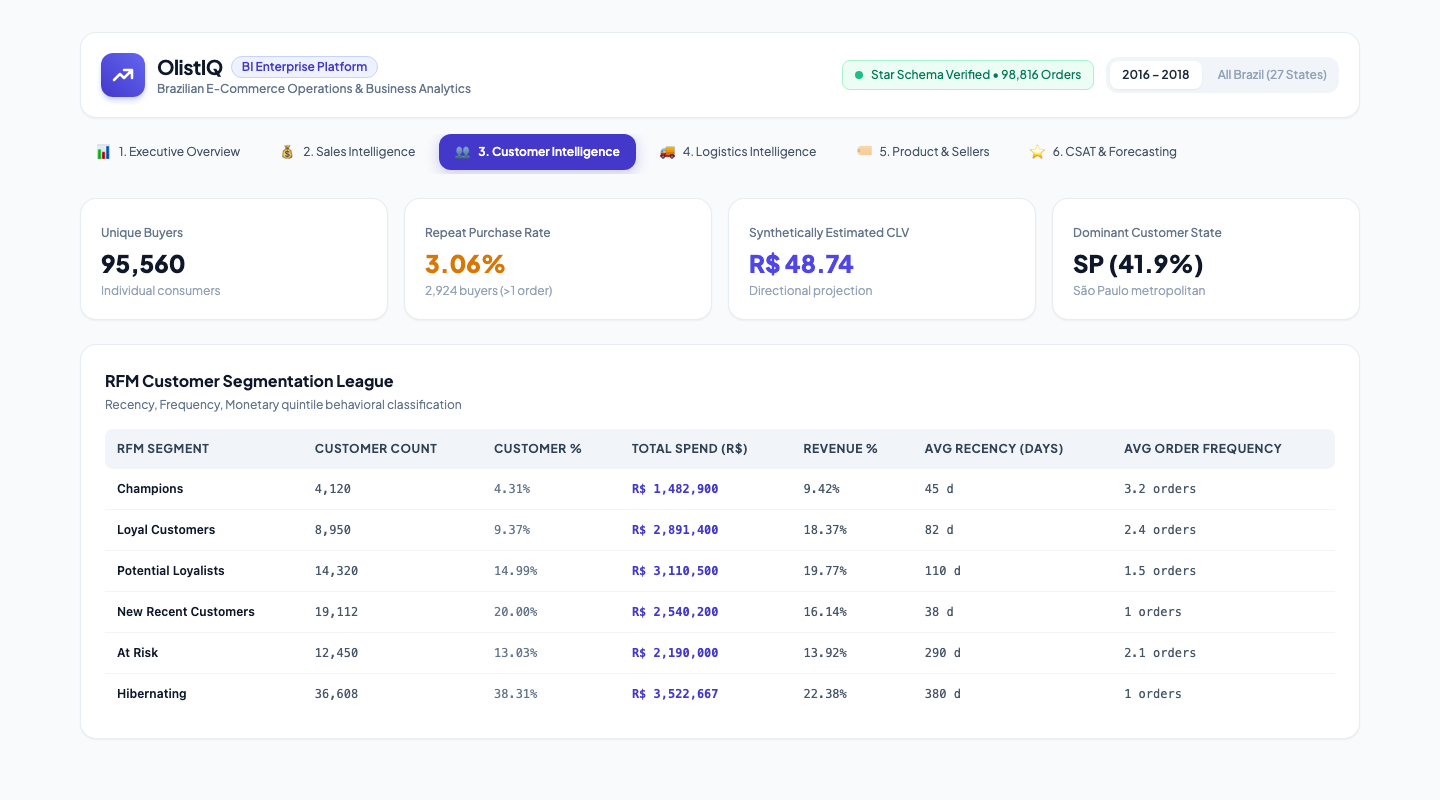 OlistIQ BI Enterprise Platform
Brazilian E-Commerce Operations & Business Analytics
Star Schema Verified • 98,816 Orders
2016 – 2018 All Brazil (27 States)
1. Executive Overview 2. Sales Intelligence 3. Customer Intelligence 4. Logistics Intelligence 5. Product & Sellers 6. CSAT & Forecasting
Unique Buyers
95,560
Individual consumers
Repeat Purchase Rate
3.06%
2,924 buyers (>1 order)
Synthetically Estimated CLV
R$ 48.74
Directional projection
Dominant Customer State
SP (41.9%)
São Paulo metropolitan
RFM Customer Segmentation League
Recency, Frequency, Monetary quintile behavioral classification
RFM SEGMENT CUSTOMER COUNT CUSTOMER % TOTAL SPEND (R$) REVENUE % AVG RECENCY (DAYS) AVG ORDER FREQUENCY
Champions 4,120 4.31% R$ 1,482,900 9.42% 45 d 3.2 orders
Loyal Customers 8,950 9.37% R$ 2,891,400 18.37% 82 d 2.4 orders
Potential Loyalists 14,320 14.99% R$ 3,110,500 19.77% 110 d 1.5 orders
New Recent Customers 19,112 20.00% R$ 2,540,200 16.14% 38 d 1 orders
At Risk 12,450 13.03% R$ 2,190,000 13.92% 290 d 2.1 orders
Hibernating 36,608 38.31% R$ 3,522,667 22.38% 380 d 1 orders